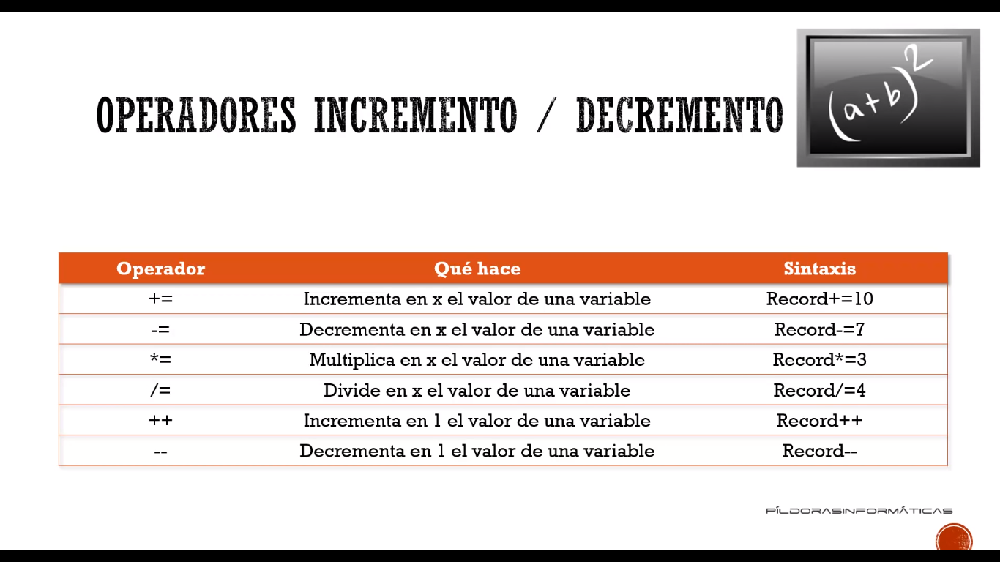 (a+b)2
OPERADORES INCREMENTO / DECREMENTO
Operador Qué hace Sintaxis
+= Incrementa en x el valor de una variable Record+=10
-= Decrementa en x el valor de una variable Record-=7
*= Multiplica en x el valor de una variable Record*=3
/= Divide en x el valor de una variable Record/=4
++ Incrementa en 1 el valor de una variable Record++
-- Decrementa en 1 el valor de una variable Record--
PÍLDORASINFORMÁTICAS